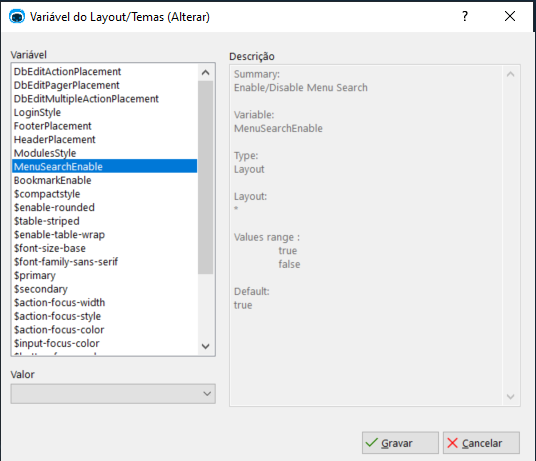 Variável do Layout/Temas (Alterar)
Variável
DbEditActionPlacement
DbEditPagerPlacement
DbEditMultipleActionPlacement
LoginStyle
FooterPlacement
HeaderPlacement
ModulesStyle
MenuSearchEnable
BookmarkEnable
$compactstyle
$enable-rounded
$table-striped
$enable-table-wrap
$font-size-base
$font-family-sans-serif
$primary
$secondary
$action-focus-width
$action-focus-style
$action-focus-color
$input-focus-color
Valor
Descrição
Summary:
Enable/Disable Menu Search
Variable:
MenuSearchEnable
Type:
Layout
Layout:
*
Values range :
true
false
Default:
true
Gravar
Cancelar